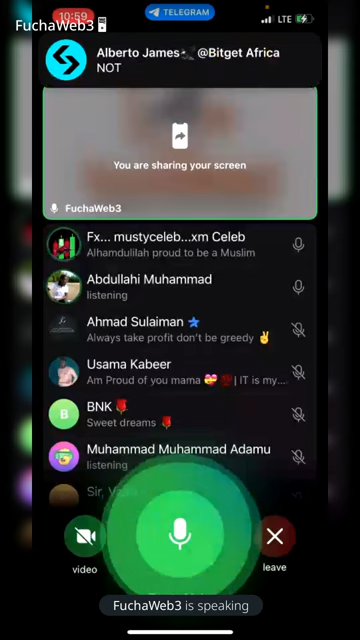 10:59
TELEGRAM
LTE
FuchaWeb3
Alberto James @Bitget Africa
NOT
You are sharing your screen
FuchaWeb3
Fx... mustyceleb...xm Celeb
Alhamdulilah proud to be a Muslim
Abdullahi Muhammad
listening
Ahmad Sulaiman
Always take profit don't be greedy ✌️
Usama Kabeer
Am Proud of you mama 💝 | IT is my...
B
BNK🌹
Sweet dreams 🌹
Muhammad Muhammad Adamu
listening
Sir,
video
leave
FuchaWeb3 is speaking